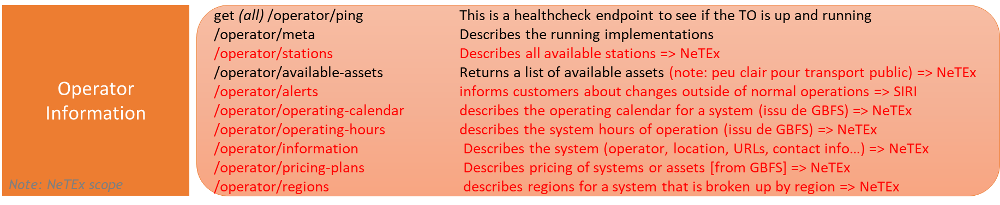 Operator
Information
Note: NeTEx scope
get (all) /operator/ping This is a healthcheck endpoint to see if the TO is up and running
/operator/meta Describes the running implementations
/operator/stations Describes all available stations => NeTEx
/operator/available-assets Returns a list of available assets (note: peu clair pour transport public) => NeTEx
/operator/alerts informs customers about changes outside of normal operations => SIRI
/operator/operating-calendar describes the operating calendar for a system (issu de GBFS) => NeTEx
/operator/operating-hours describes the system hours of operation (issu de GBFS) => NeTEx
/operator/information Describes the system (operator, location, URLs, contact info…) => NeTEx
/operator/pricing-plans Describes pricing of systems or assets [from GBFS] => NeTEx
/operator/regions describes regions for a system that is broken up by region => NeTEx